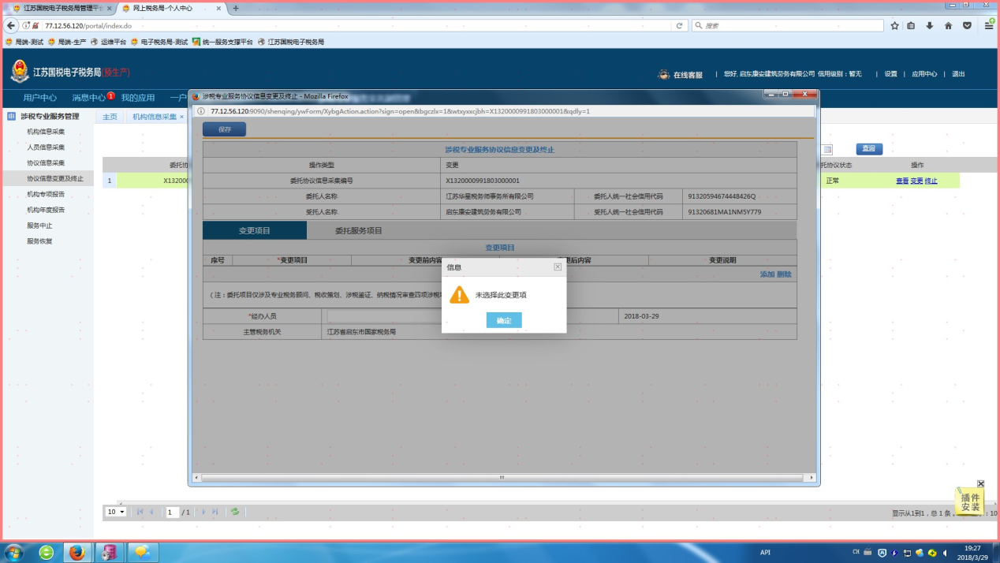 江苏国税电子税务局管理平台 网上税务局-个人中心
77.12.56.120/portal/index.do 搜索
局端-测试 局端-生产 运维平台 电子税务局-测试 统一服务支撑平台 江苏国税电子税务局
江苏国税电子税务局(预生产) 在线客服 | 您好, 启东康安建筑劳务有限公司 信用级别：暂无 | 设置 | 应用中心 | 退出
用户中心 消息中心 1 我的应用 一户
涉税专业服务管理 主页 机构信息采集 ×
机构信息采集
人员信息采集
协议信息采集
协议信息变更及终止
机构专项报告
机构年度报告
服务中止
服务恢复
查询
委托协 托协议状态 操作
1 X132000 正常 查看 变更 终止
涉税专业服务协议信息变更及终止 - Mozilla Firefox
77.12.56.120:9090/shenqing/ywForm/XybgAction.action?sign=open&bgczlx=1&wtxyxxcjbh=X1320000991803000001&qdly=1
保存
涉税专业服务协议信息变更及终止
操作类型 变更
委托协议信息采集编号 X1320000991803000001
委托人名称 江苏华星税务师事务所有限公司 委托人统一社会信用代码 91320594674448426Q
受托人名称 启东康安建筑劳务有限公司 受托人统一社会信用代码 91320681MA1NM5Y779
变更项目 委托服务项目
变更项目
序号 *变更项目 变更前内容 更后内容 变更说明
添加 删除
(注：委托项目仅涉及专业税务顾问、税收策划、涉税鉴证、纳税情况审查四项涉税
*经办人员 2018-03-29
主管税务机关 江苏省启东市国家税务局
信息
未选择此变更项
确定
10 1 /1 显示从1到1，总 1 条 10
插件
安装
API CH 19:27
2018/3/29